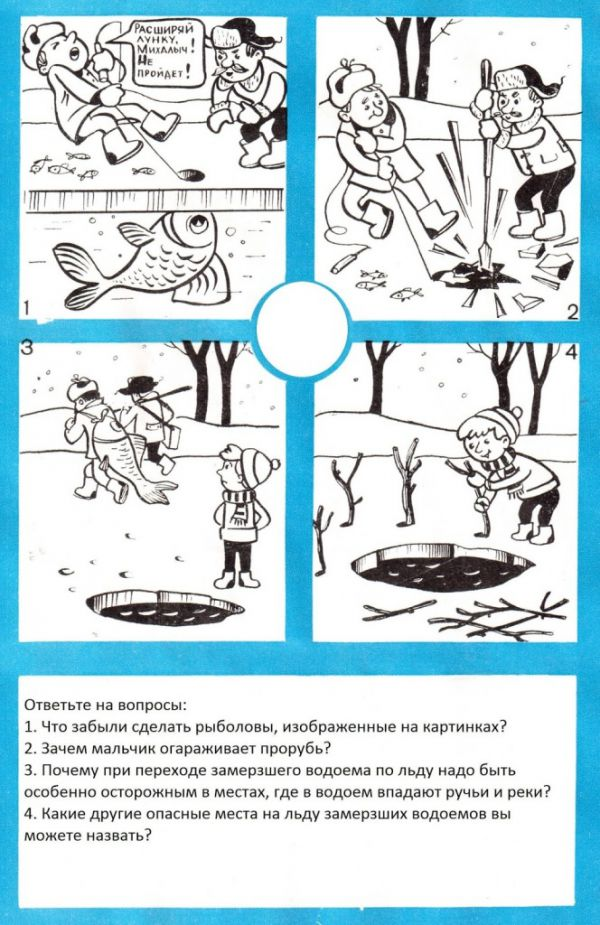 РАСШИРЯЙ
ЛУНКУ,
МИХАЛЫЧ!
НЕ
ПРОЙДЕТ!
1
2
3
4
Ответьте на вопросы:
1. Что забыли сделать рыболовы, изображенные на картинках?
2. Зачем мальчик огараживает прорубь?
3. Почему при переходе замерзшего водоема по льду надо быть
особенно осторожным в местах, где в водоем впадают ручьи и реки?
4. Какие другие опасные места на льду замерзших водоемов вы
можете назвать?